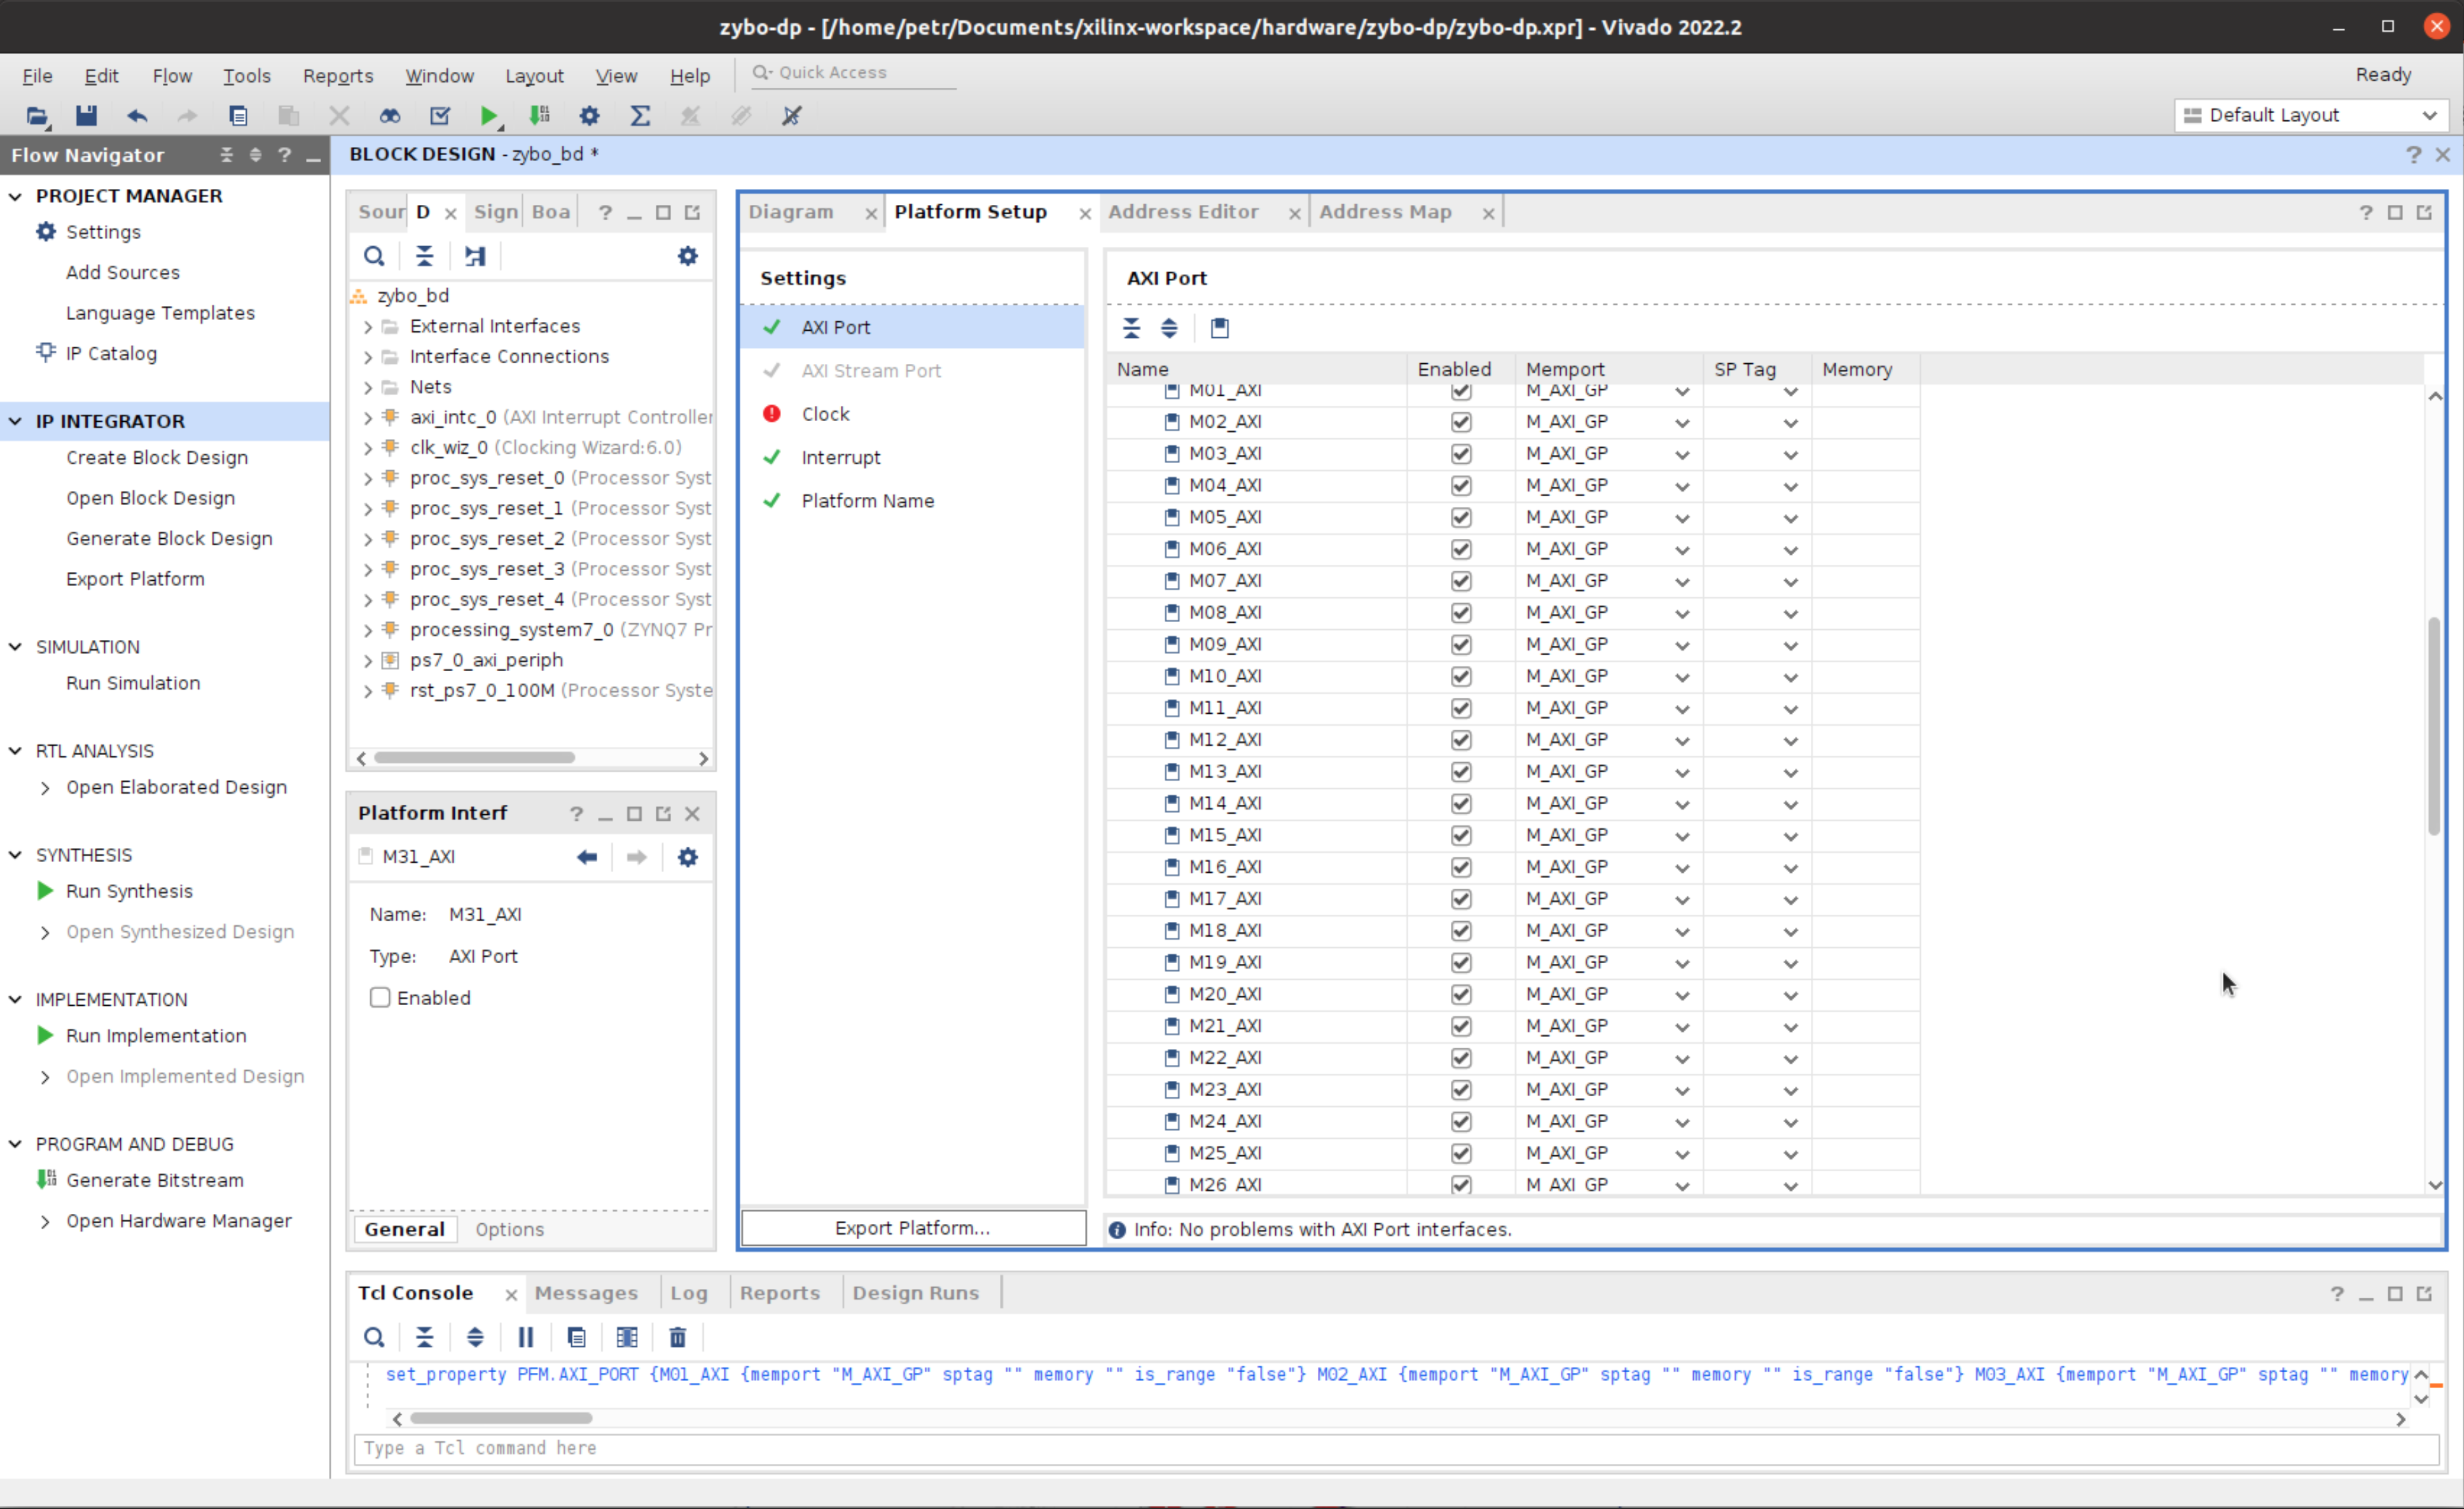 zybo-dp - [/home/petr/Documents/xilinx-workspace/hardware/zybo-dp/zybo-dp.xpr] - Vivado 2022.2
File Edit Flow Tools Reports Window Layout View Help Quick Access Ready
Default Layout
Flow Navigator
PROJECT MANAGER
Settings
Add Sources
Language Templates
IP Catalog
IP INTEGRATOR
Create Block Design
Open Block Design
Generate Block Design
Export Platform
SIMULATION
Run Simulation
RTL ANALYSIS
Open Elaborated Design
SYNTHESIS
Run Synthesis
Open Synthesized Design
IMPLEMENTATION
Run Implementation
Open Implemented Design
PROGRAM AND DEBUG
Generate Bitstream
Open Hardware Manager
BLOCK DESIGN - zybo_bd *
Sour D Sign Boa
zybo_bd
External Interfaces
Interface Connections
Nets
axi_intc_0 (AXI Interrupt Controller
clk_wiz_0 (Clocking Wizard:6.0)
proc_sys_reset_0 (Processor Syst
proc_sys_reset_1 (Processor Syst
proc_sys_reset_2 (Processor Syst
proc_sys_reset_3 (Processor Syst
proc_sys_reset_4 (Processor Syst
processing_system7_0 (ZYNQ7 Pr
ps7_0_axi_periph
rst_ps7_0_100M (Processor Syste
Platform Interf
M31_AXI
Name: M31_AXI
Type: AXI Port
Enabled
General Options
Diagram Platform Setup Address Editor Address Map
Settings
AXI Port
AXI Stream Port
Clock
Interrupt
Platform Name
Export Platform...
AXI Port
Name Enabled Memport SP Tag Memory
M01_AXI M_AXI_GP
M02_AXI M_AXI_GP
M03_AXI M_AXI_GP
M04_AXI M_AXI_GP
M05_AXI M_AXI_GP
M06_AXI M_AXI_GP
M07_AXI M_AXI_GP
M08_AXI M_AXI_GP
M09_AXI M_AXI_GP
M10_AXI M_AXI_GP
M11_AXI M_AXI_GP
M12_AXI M_AXI_GP
M13_AXI M_AXI_GP
M14_AXI M_AXI_GP
M15_AXI M_AXI_GP
M16_AXI M_AXI_GP
M17_AXI M_AXI_GP
M18_AXI M_AXI_GP
M19_AXI M_AXI_GP
M20_AXI M_AXI_GP
M21_AXI M_AXI_GP
M22_AXI M_AXI_GP
M23_AXI M_AXI_GP
M24_AXI M_AXI_GP
M25_AXI M_AXI_GP
M26_AXI M_AXI_GP
Info: No problems with AXI Port interfaces.
Tcl Console Messages Log Reports Design Runs
set_property PFM.AXI_PORT {M01_AXI {memport "M_AXI_GP" sptag "" memory "" is_range "false"} M02_AXI {memport "M_AXI_GP" sptag "" memory "" is_range "false"} M03_AXI {memport "M_AXI_GP" sptag "" memory
Type a Tcl command here